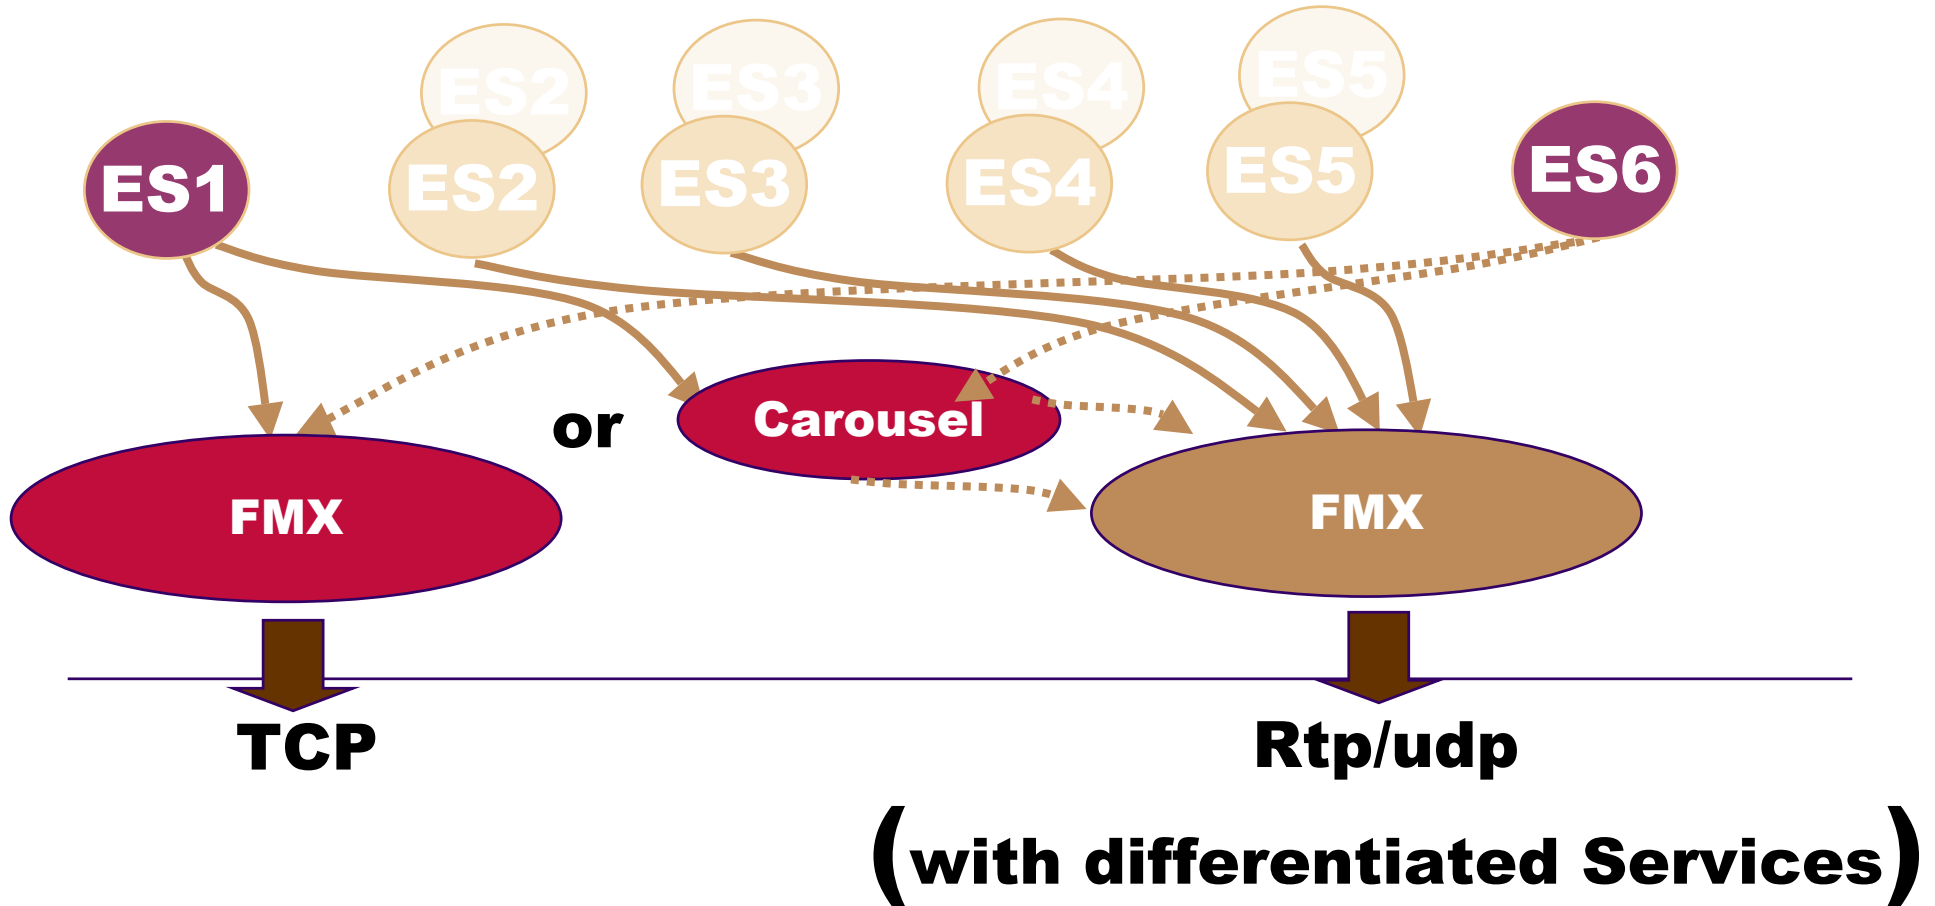 ES2 ES3 ES4 ES5
ES1 ES2 ES3 ES4 ES5 ES6
or Carousel
FMX FMX
TCP Rtp/udp
(with differentiated Services)